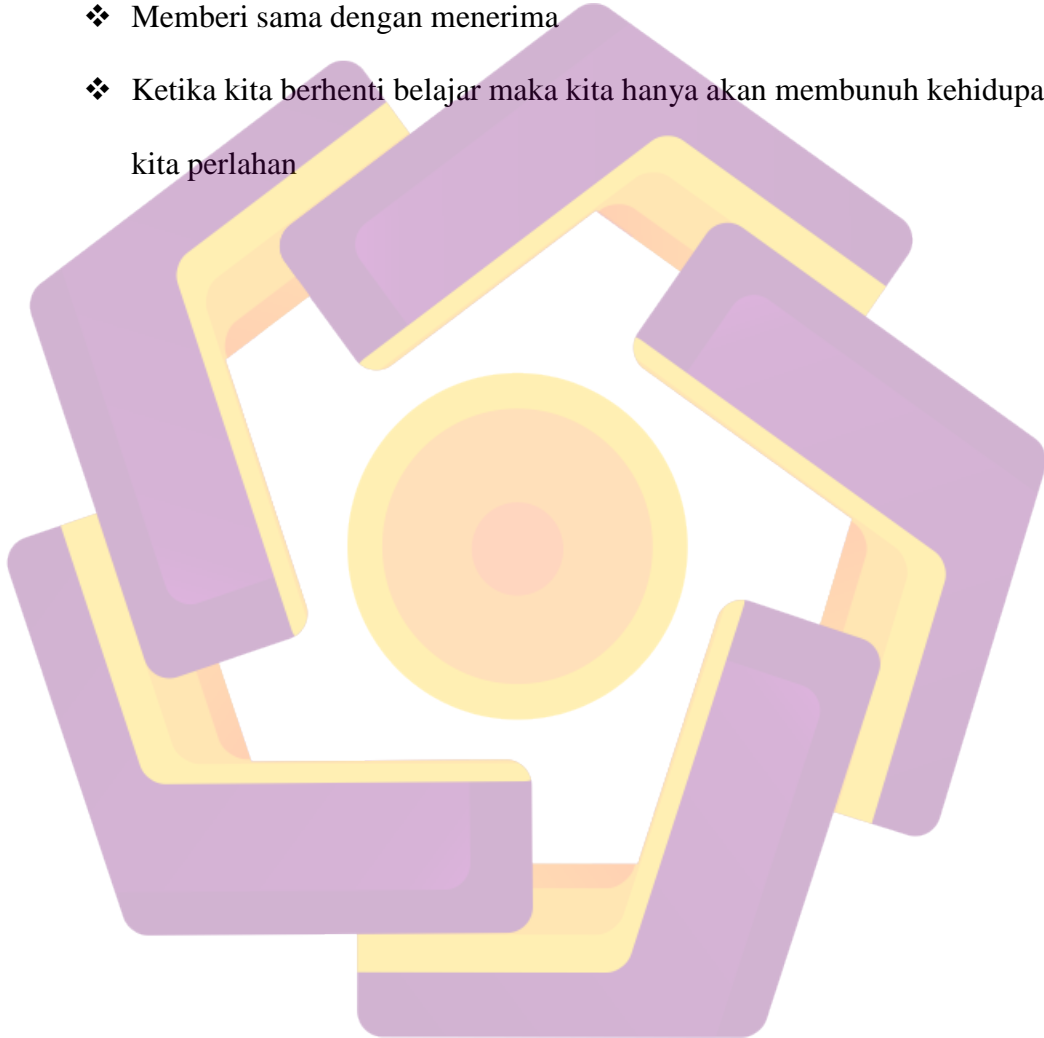 ❖ Memberi sama dengan menerima
❖ Ketika kita berhenti belajar maka kita hanya akan membunuh kehidupa
kita perlahan